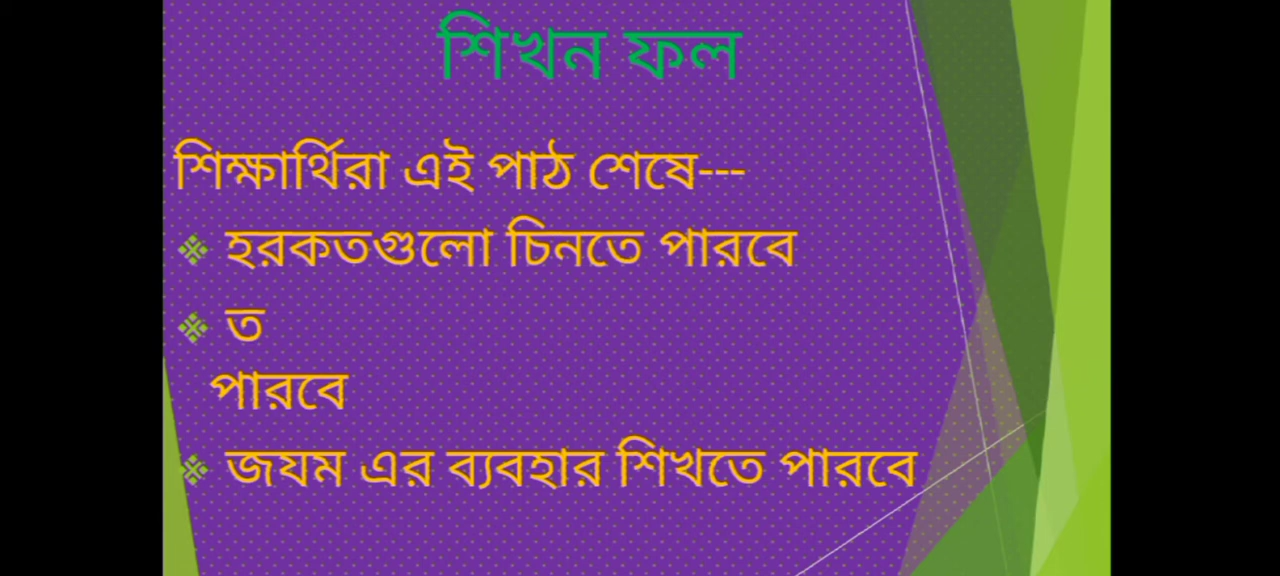 শিখন ফল
শিক্ষার্থিরা এই পাঠ শেষে---
হরকতগুলো চিনতে পারবে
ত
পারবে
জযম এর ব্যবহার শিখতে পারবে